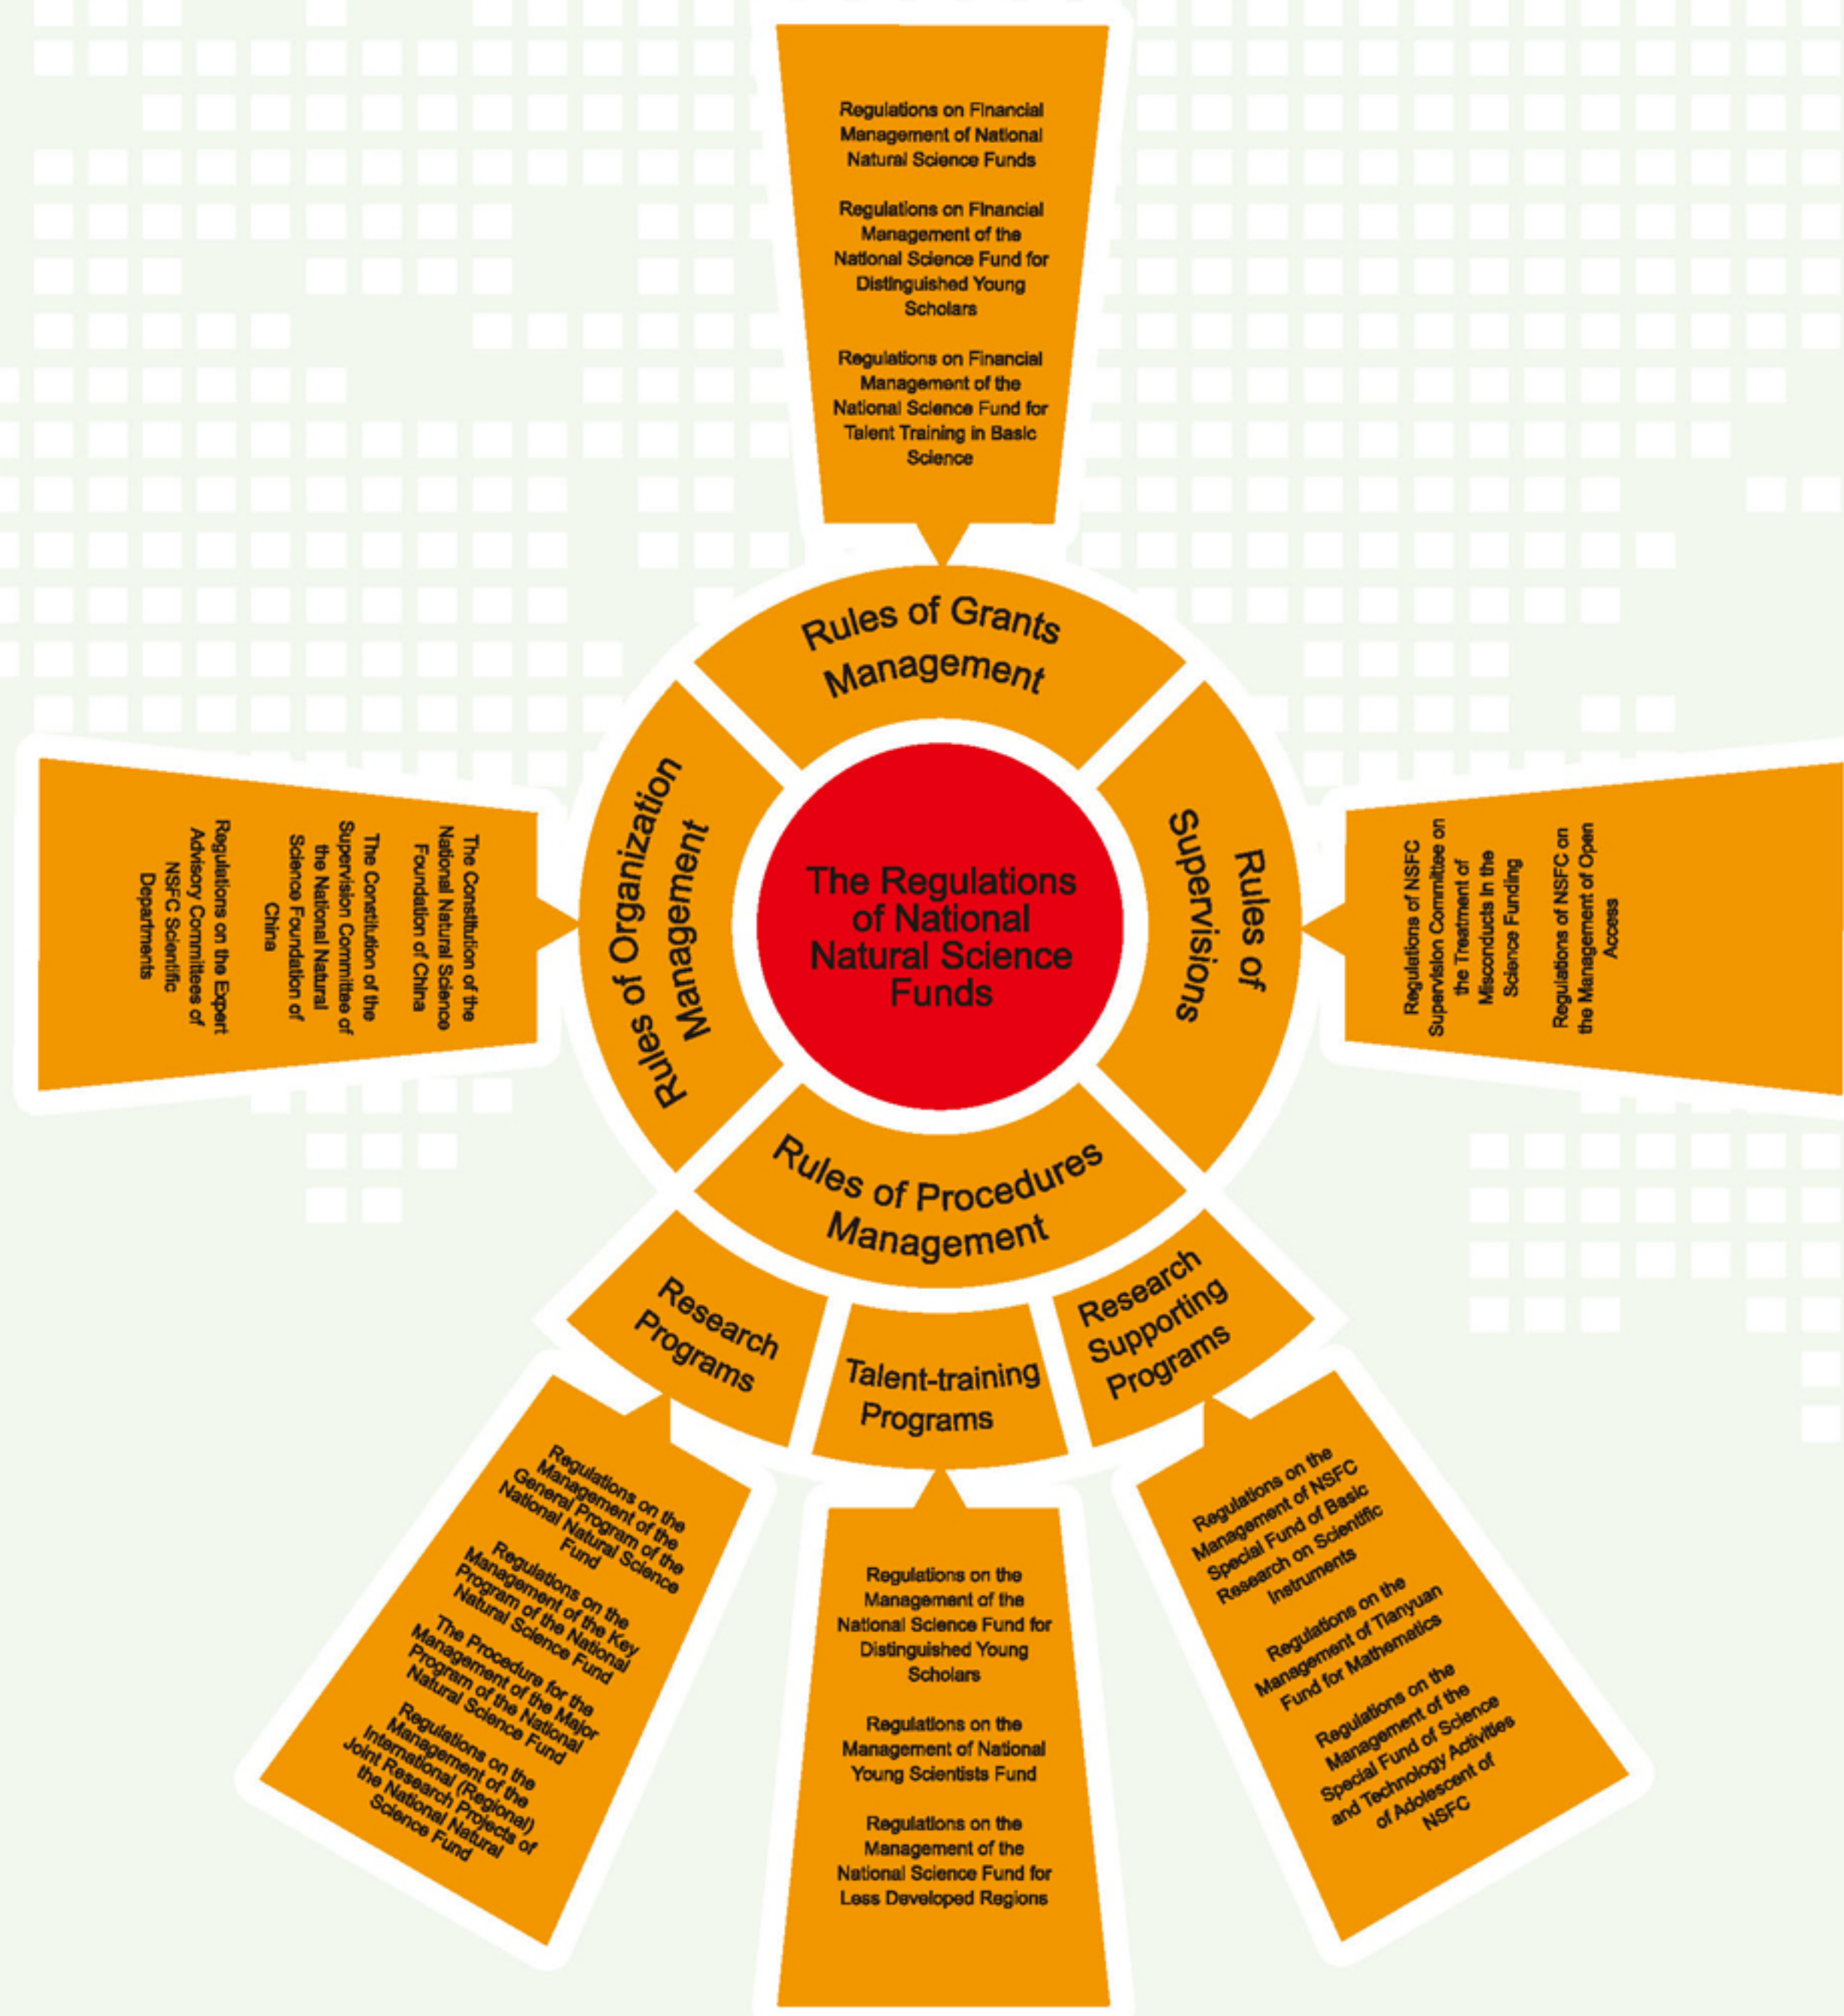 Regulations on Financial
Management of National
Natural Science Funds
Regulations on Financial
Management of the
National Science Fund for
Distinguished Young
Scholars
Regulations on Financial
Management of the
National Science Fund for
Talent Training in Basic
Science
Rules of Grants
Management
Rules of Organization
Management
The Regulations
of National
Natural Science
Funds
Rules of
Supervisions
The Constitution of the
National Natural Science
Foundation of China
The Constitution of the
Supervision Committee of
the National Natural
Science Foundation of
China
Regulations on the Expert
Advisory Committees of
NSFC Scientific
Departments
Regulations of NSFC
Supervision Committee on
the Treatment of
Misconducts in the
Science Funding
Regulations of NSFC on
the Management of Open
Access
Rules of Procedures
Management
Research
Programs
Talent-training
Programs
Research
Supporting
Programs
Regulations on the
Management of the
General Program of the
National Natural Science
Fund
Regulations on the
Management of the Key
Program of the National
Natural Science Fund
The Procedure for the
Management of the Major
Program of the National
Natural Science Fund
Regulations on the
Management of the
International (Regional)
Joint Research Projects of
the National Natural
Science Fund
Regulations on the
Management of the
National Science Fund for
Distinguished Young
Scholars
Regulations on the
Management of National
Young Scientists Fund
Regulations on the
Management of the
National Science Fund for
Less Developed Regions
Regulations on the
Management of NSFC
Special Fund of Basic
Research on Scientific
Instruments
Regulations on the
Management of Tianyuan
Fund for Mathematics
Regulations on the
Management of the
Special Fund of Science
and Technology Activities
of Adolescent of
NSFC